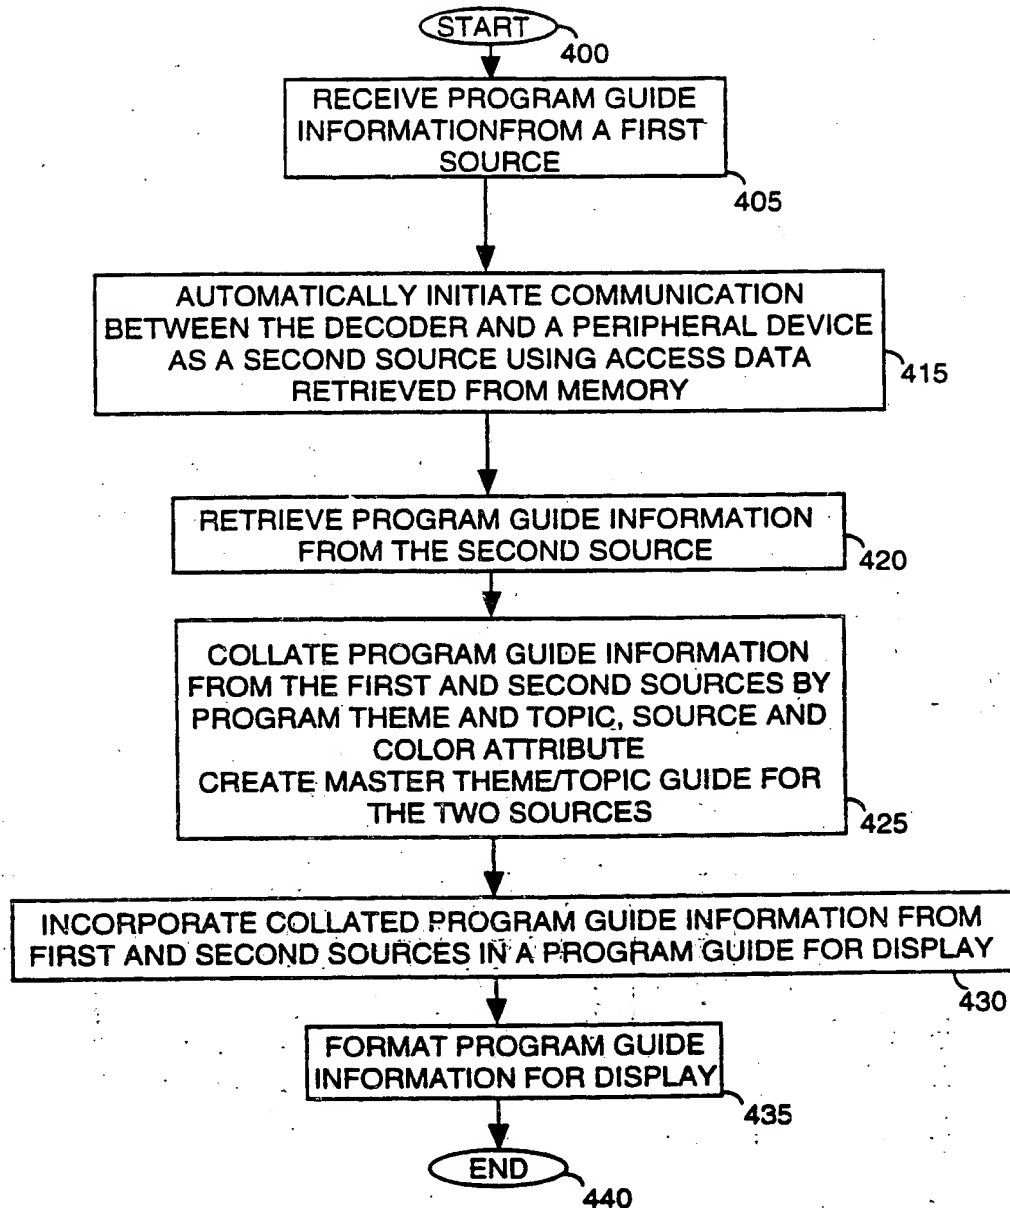 START
400
RECEIVE PROGRAM GUIDE
INFORMATIONFROM A FIRST
SOURCE
405
AUTOMATICALLY INITIATE COMMUNICATION
BETWEEN THE DECODER AND A PERIPHERAL DEVICE
AS A SECOND SOURCE USING ACCESS DATA
RETRIEVED FROM MEMORY
415
RETRIEVE PROGRAM GUIDE INFORMATION
FROM THE SECOND SOURCE
420
COLLATE PROGRAM GUIDE INFORMATION
FROM THE FIRST AND SECOND SOURCES BY
PROGRAM THEME AND TOPIC, SOURCE AND
COLOR ATTRIBUTE
CREATE MASTER THEME/TOPIC GUIDE FOR
THE TWO SOURCES
425
INCORPORATE COLLATED PROGRAM GUIDE INFORMATION FROM
FIRST AND SECOND SOURCES IN A PROGRAM GUIDE FOR DISPLAY
430
FORMAT PROGRAM GUIDE
INFORMATION FOR DISPLAY
435
END
440